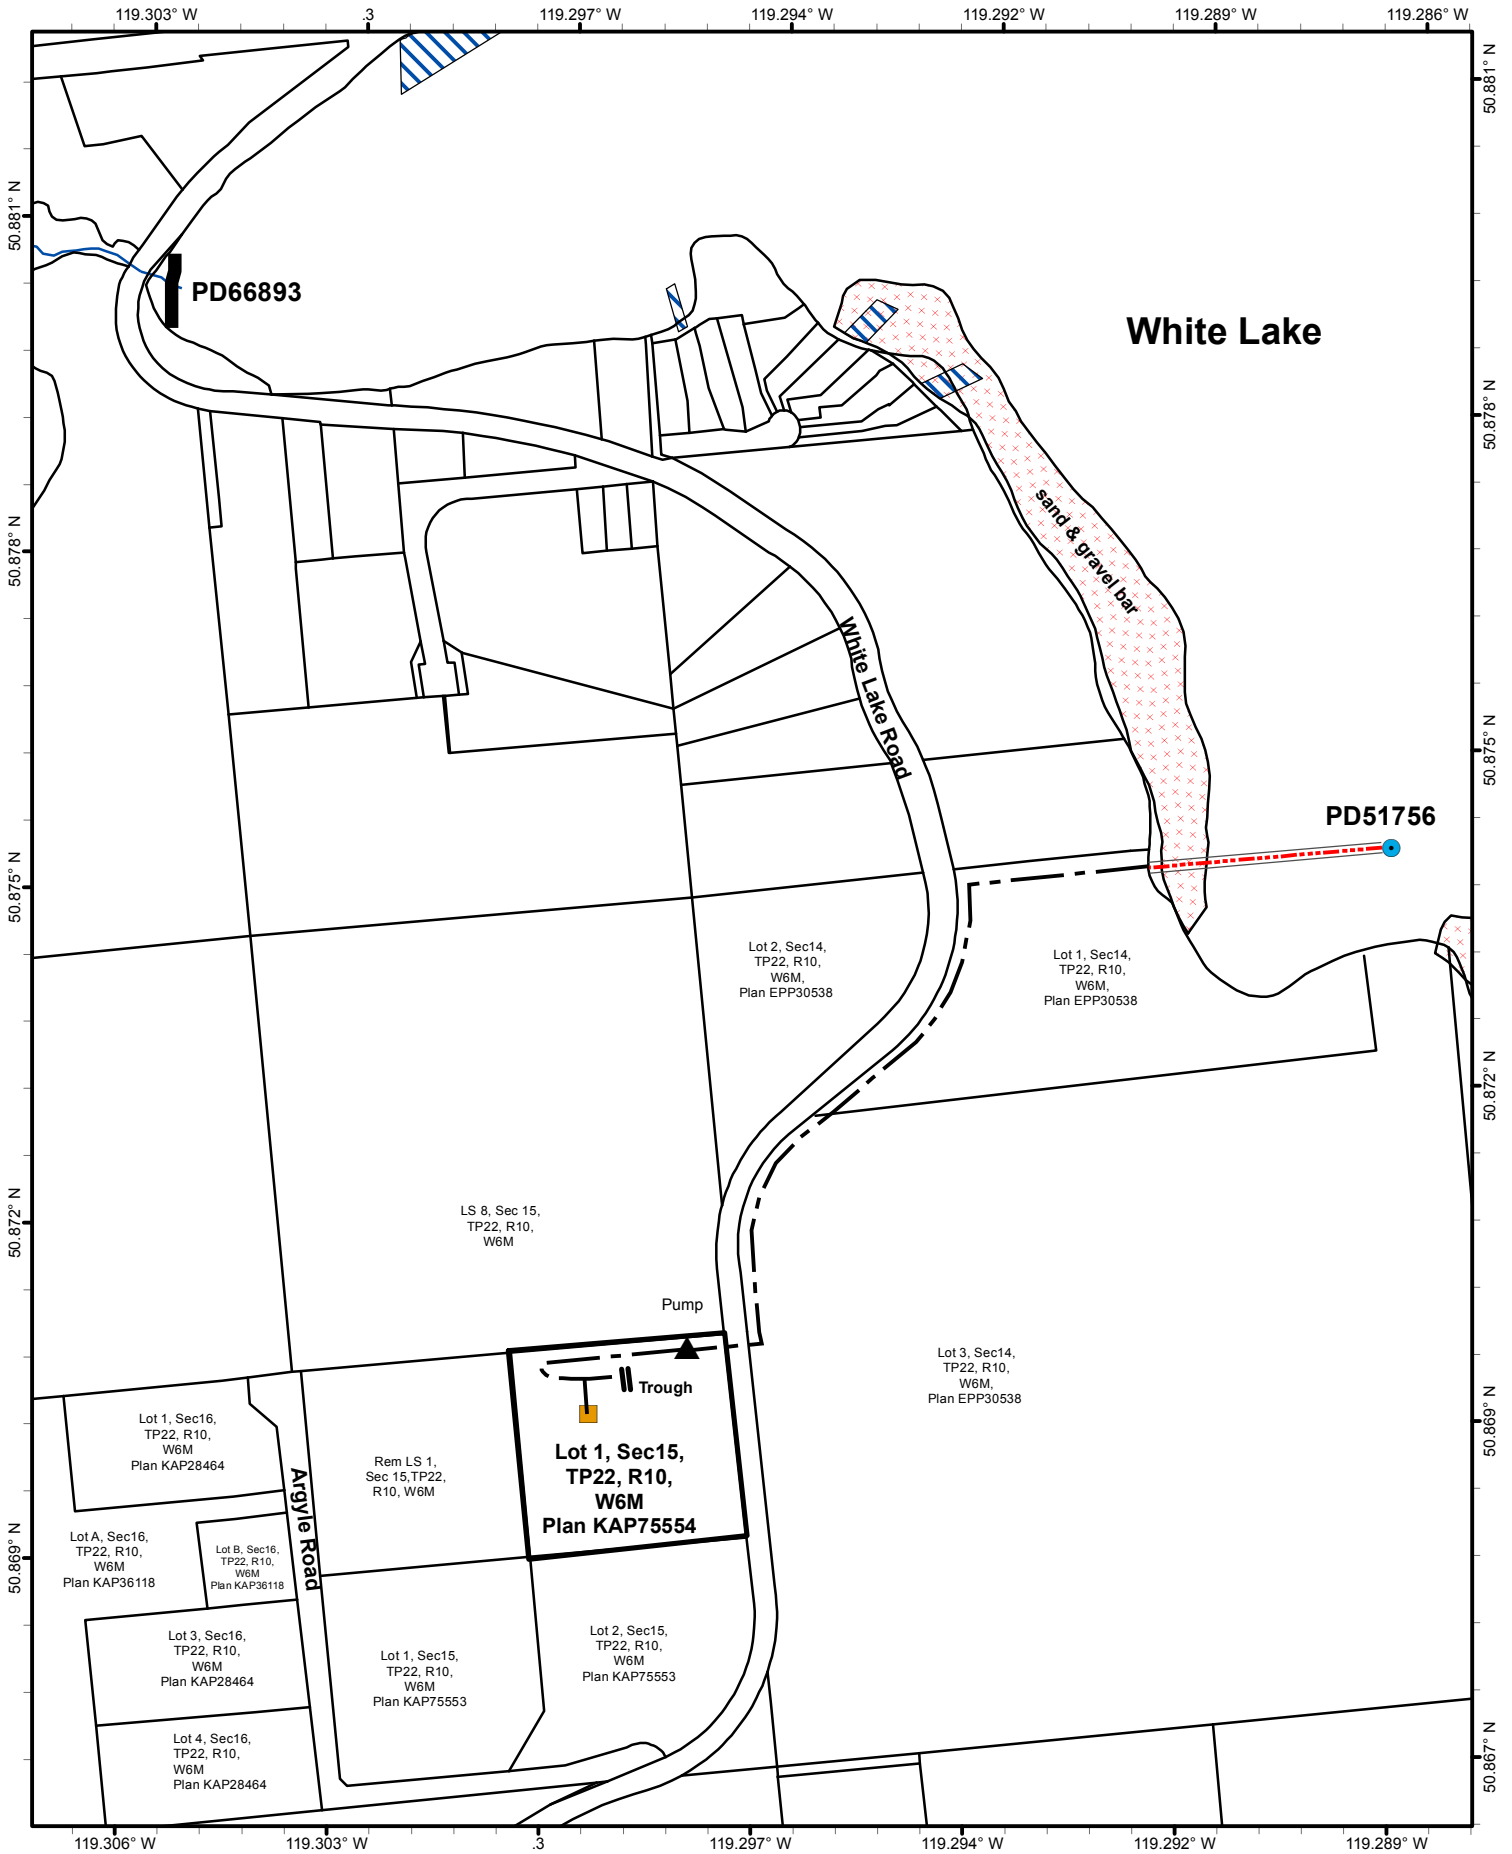 119.303° W
.3
119.297° W
119.294° W
119.292° W
119.289° W
119.286° W
50.881° N
50.881° N
PD66893
White Lake
50.878° N
50.878° N
sand & gravel bar
White Lake Road
50.875° N
PD51756
50.875° N
Lot 2, Sec14,
TP22, R10,
W6M,
Plan EPP30538
Lot 1, Sec14,
TP22, R10,
W6M,
Plan EPP30538
50.872° N
50.872° N
LS 8, Sec 15,
TP22, R10,
W6M
Pump
Trough
Lot 3, Sec14,
TP22, R10,
W6M,
Plan EPP30538
50.869° N
Lot 1, Sec16,
TP22, R10,
W6M
Plan KAP28464
Rem LS 1,
Sec 15,TP22,
R10, W6M
Lot 1, Sec15,
TP22, R10,
W6M
Plan KAP75554
Argyle Road
50.869° N
Lot A, Sec16,
TP22, R10,
W6M
Plan KAP36118
Lot B, Sec16,
TP22, R10,
W6M
Plan KAP36118
Lot 3, Sec16,
TP22, R10,
W6M
Plan KAP28464
Lot 1, Sec15,
TP22, R10,
W6M
Plan KAP75553
Lot 2, Sec15,
TP22, R10,
W6M
Plan KAP75553
Lot 4, Sec16,
TP22, R10,
W6M
Plan KAP28464
50.867° N
119.306° W
119.303° W
.3
119.297° W
119.294° W
119.292° W
119.289° W